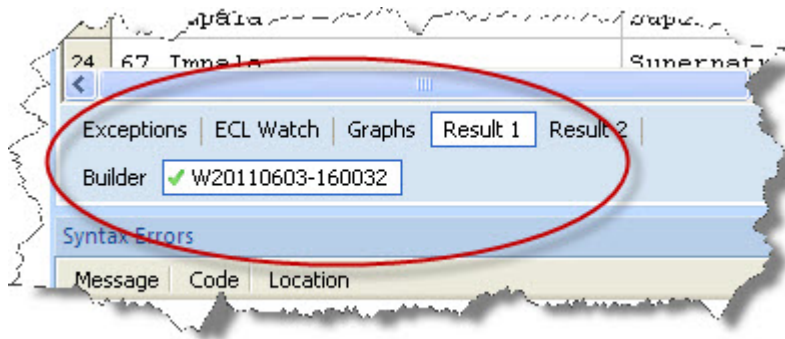 24 67 Impala Supernatu
Exceptions ECL Watch Graphs Result 1 Result 2
Builder W20110603-160032
Syntax Errors
Message Code Location